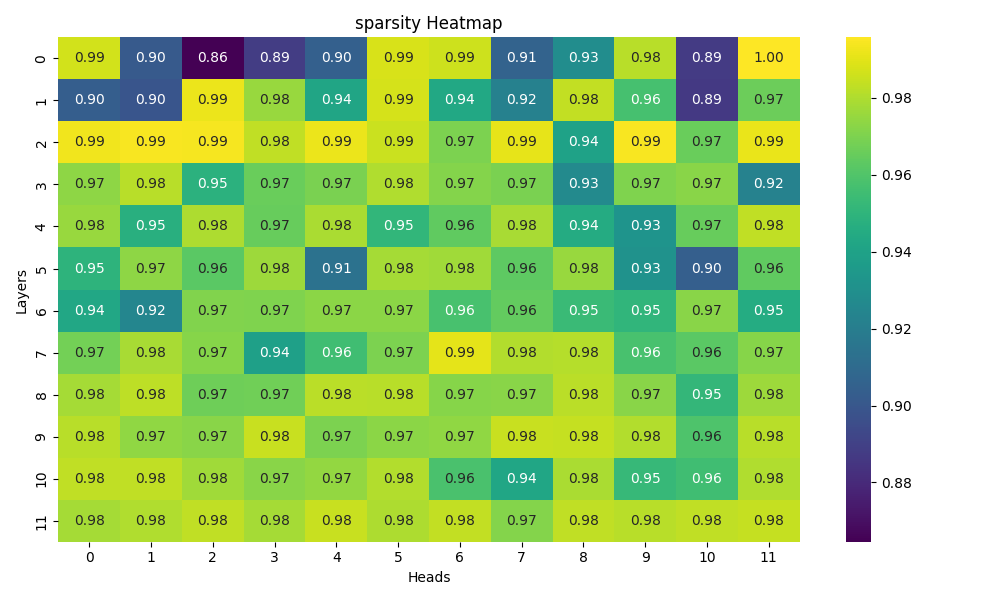 sparsity Heatmap
0 0.99 0.90 0.86 0.89 0.90 0.99 0.99 0.91 0.93 0.98 0.89 1.00
1 0.90 0.90 0.99 0.98 0.94 0.99 0.94 0.92 0.98 0.96 0.89 0.97
2 0.99 0.99 0.99 0.98 0.99 0.99 0.97 0.99 0.94 0.99 0.97 0.99
3 0.97 0.98 0.95 0.97 0.97 0.98 0.97 0.97 0.93 0.97 0.97 0.92
4 0.98 0.95 0.98 0.97 0.98 0.95 0.96 0.98 0.94 0.93 0.97 0.98
5 0.95 0.97 0.96 0.98 0.91 0.98 0.98 0.96 0.98 0.93 0.90 0.96
6 0.94 0.92 0.97 0.97 0.97 0.97 0.96 0.96 0.95 0.95 0.97 0.95
7 0.97 0.98 0.97 0.94 0.96 0.97 0.99 0.98 0.98 0.96 0.96 0.97
8 0.98 0.98 0.97 0.97 0.98 0.98 0.97 0.97 0.98 0.97 0.95 0.98
9 0.98 0.97 0.97 0.98 0.97 0.97 0.97 0.98 0.98 0.98 0.96 0.98
10 0.98 0.98 0.98 0.97 0.97 0.98 0.96 0.94 0.98 0.95 0.96 0.98
11 0.98 0.98 0.98 0.98 0.98 0.98 0.98 0.97 0.98 0.98 0.98 0.98
0 1 2 3 4 5 6 7 8 9 10 11
Heads
Layers
0.98
0.96
0.94
0.92
0.90
0.88